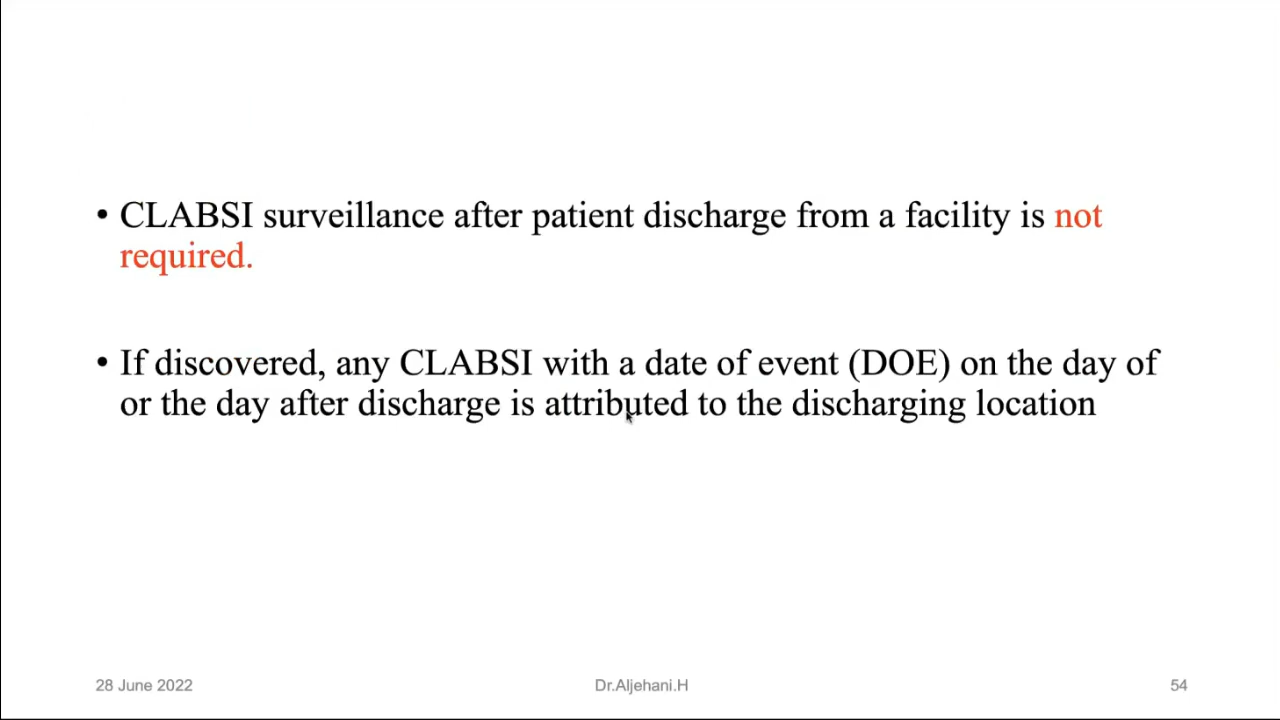 • CLABSI surveillance after patient discharge from a facility is not
required.
• If discovered, any CLABSI with a date of event (DOE) on the day of
or the day after discharge is attributed to the discharging location
28 June 2022
Dr.Aljehani.H
54